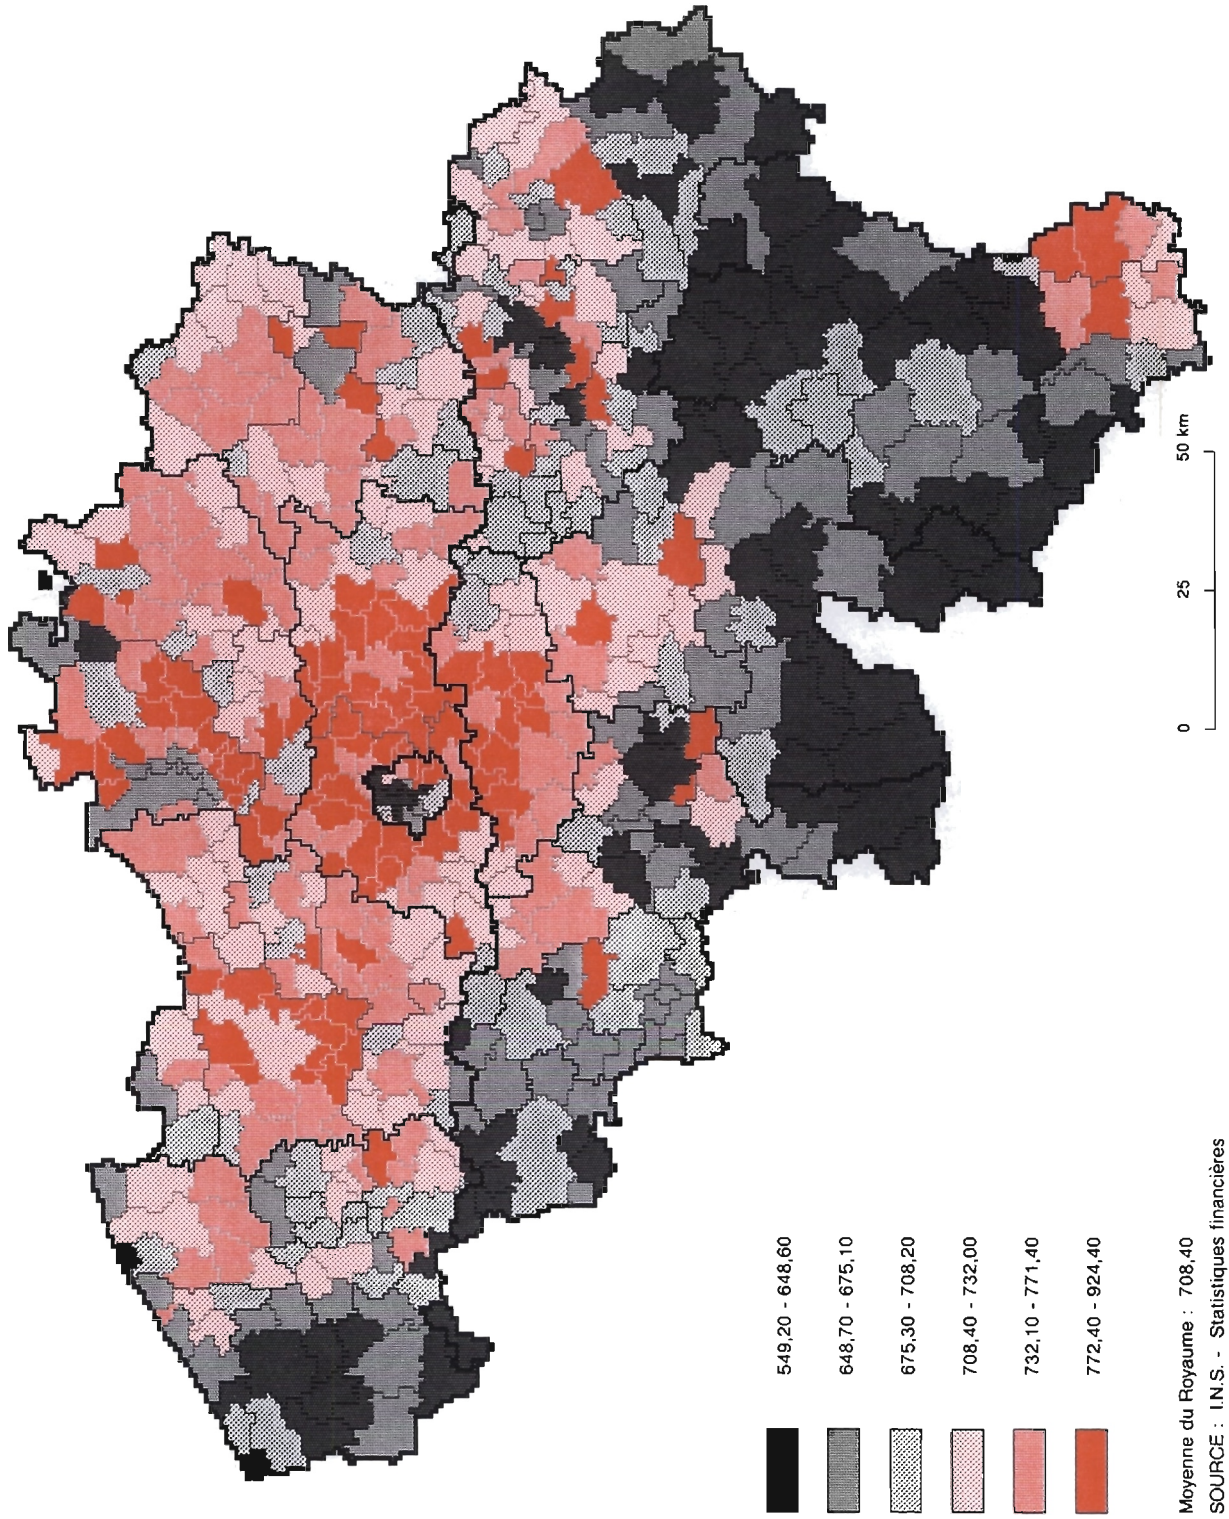 549,20 - 648,60
648,70 - 675,10
675,30 - 708,20
708,40 - 732,00
732,10 - 771,40
772,40 - 924,40
Moyenne du Royaume : 708,40
SOURCE : I.N.S. - Statistiques financières
0 25 50 km